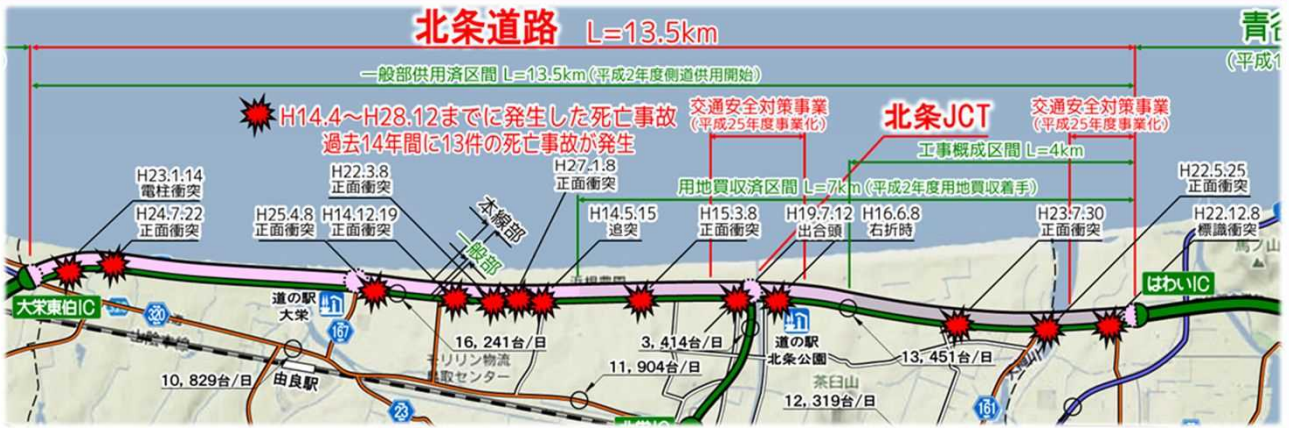 北条道路 L=13.5km
青谷
(平成1
一般部供用済区間 L=13.5km(平成2年度側道供用開始)
H14.4～H28.12までに発生した死亡事故
過去14年間に13件の死亡事故が発生
交通安全対策事業
(平成25年度事業化)
北条JCT
交通安全対策事業
(平成25年度事業化)
工事概成区間 L=4km
用地買収済区間 L=7km(平成2年度用地買収着手)
H23.1.14
電柱衝突
H22.3.8
正面衝突
H27.1.8
正面衝突
H22.5.25
正面衝突
H24.7.22
正面衝突
H25.4.8
正面衝突
H14.12.19
正面衝突
本線部
一般部
H14.5.15
追突
H15.3.8
正面衝突
H19.7.12
出合頭
H16.6.8
右折時
H23.7.30
正面衝突
H22.12.8
標識衝突
馬ノ山
大栄東伯IC
道の駅
大栄
はわいIC
320
167
山陰本線
16,241台/日
3,414台/日
道の駅
北条公園
13,451台/日
10,829台/日
由良駅
11,904台/日
茶臼山
12,319台/日
23
161